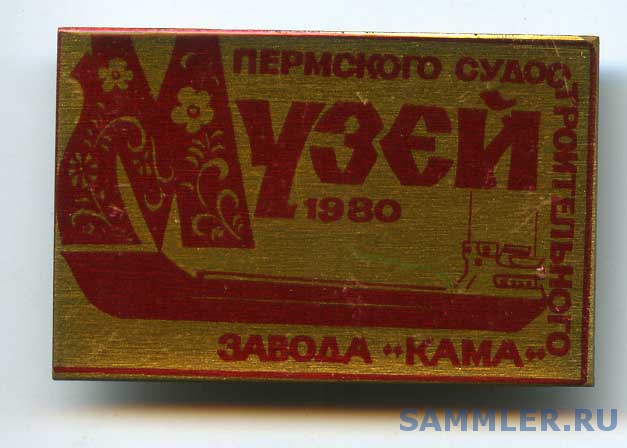 Музей
ПЕРМСКОГО СУДОСТРОИТЕЛЬНОГО
ЗАВОДА «КАМА»
1980
SAMMLER.RU